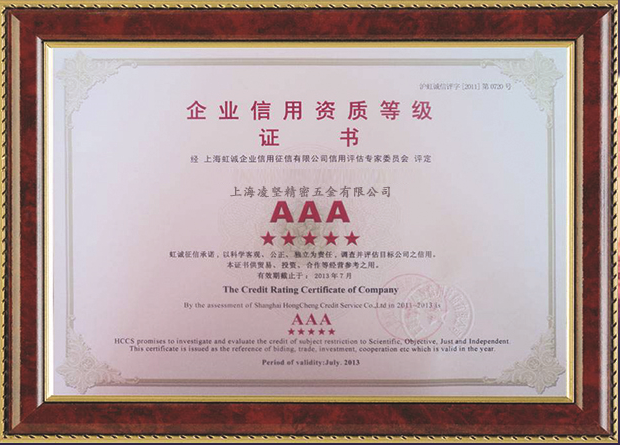 沪虹诚信评字[2011]第0720号
企业信用资质等级
证书
经 上海虹诚企业信用征信有限公司信用评估专家委员会 评定
上海凌坚精密五金有限公司
AAA
★★★★★
虹诚征信承诺，以科学客观、公正、独立为责任，调查并评估目标公司之信用。
本证书供贸易、投资、合作等经营参考之用。
有效期截止于：2013年7月
The Credit Rating Certificate of Company
By the assessment of Shanghai HongCheng Credit Service Co.,Ltd in 2011-2013 is
AAA
★★★★★
HCCS promises to investigate and evaluate the credit of subject restriction to Scientific, Objective, Just and Independent
This certificate is issued as the reference of biding, trade, investment, cooperation etc which is valid in the year.
Period of validity:July. 2013